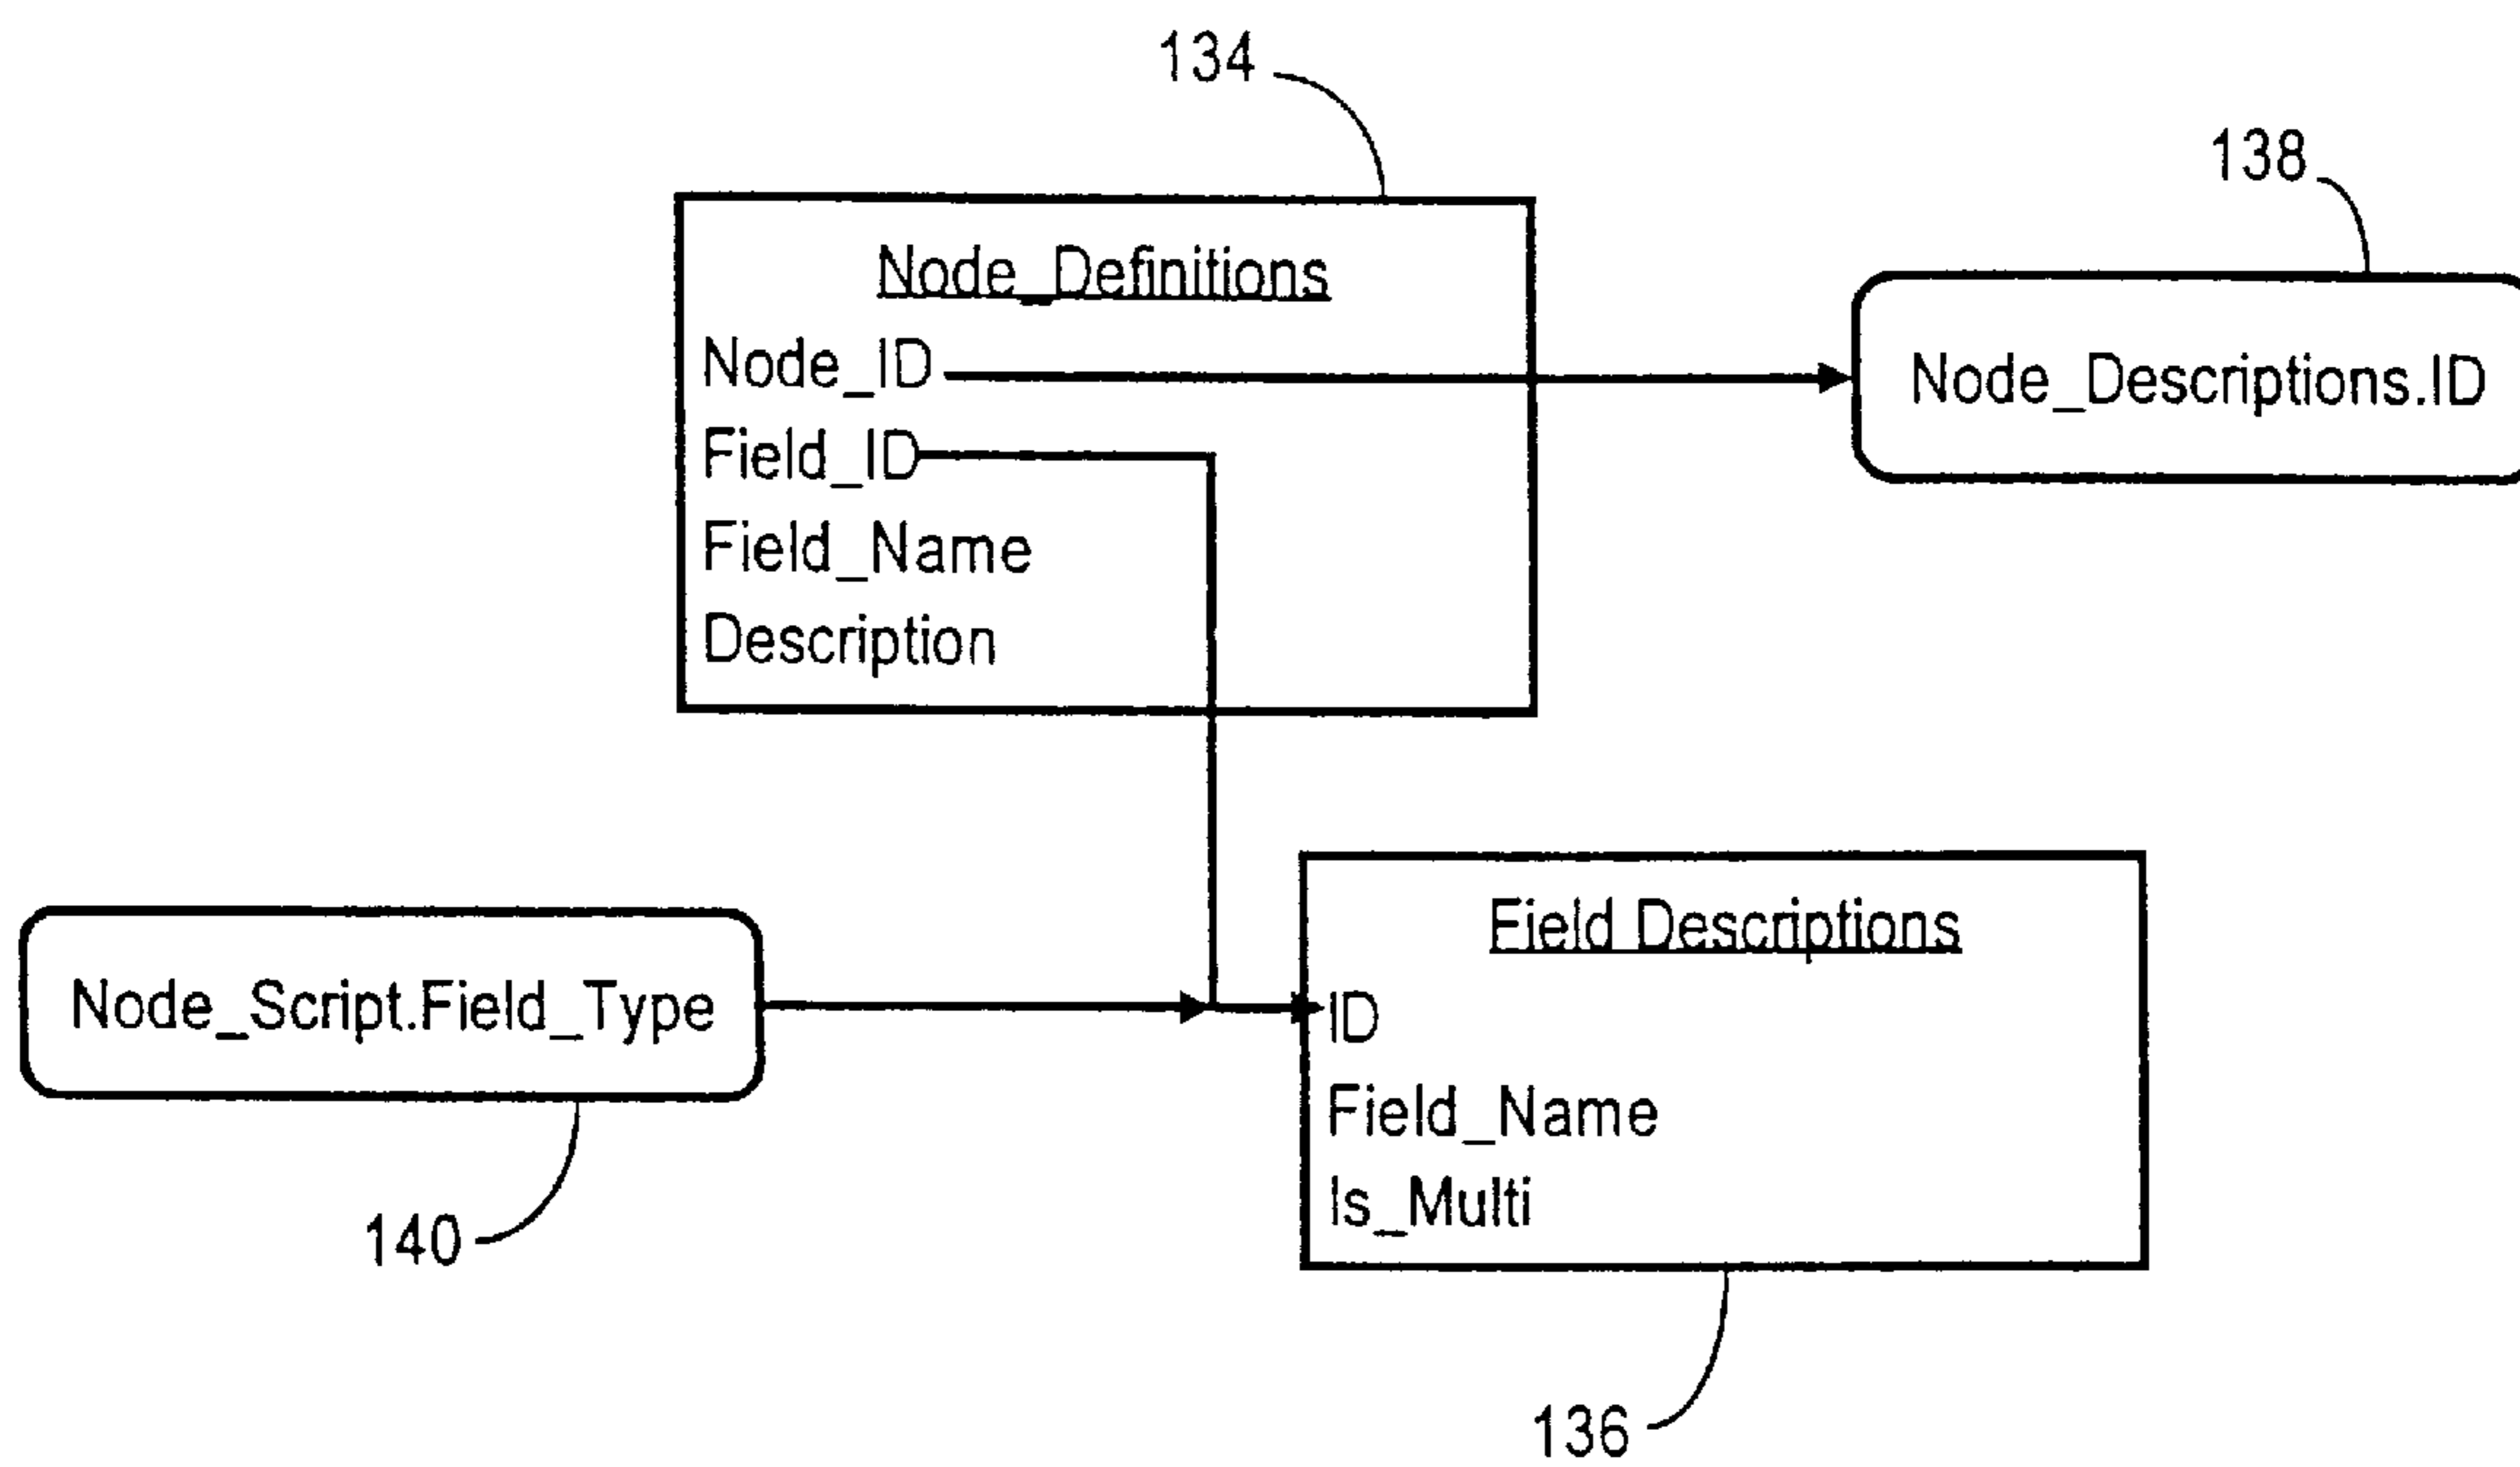 134
138
Node_Definitions
Node_ID
Node_Descriptions.ID
Field_ID
Field_Name
Description
Field Descriptions
Node_Script.Field_Type
ID
Field_Name
Is_Multi
140
136